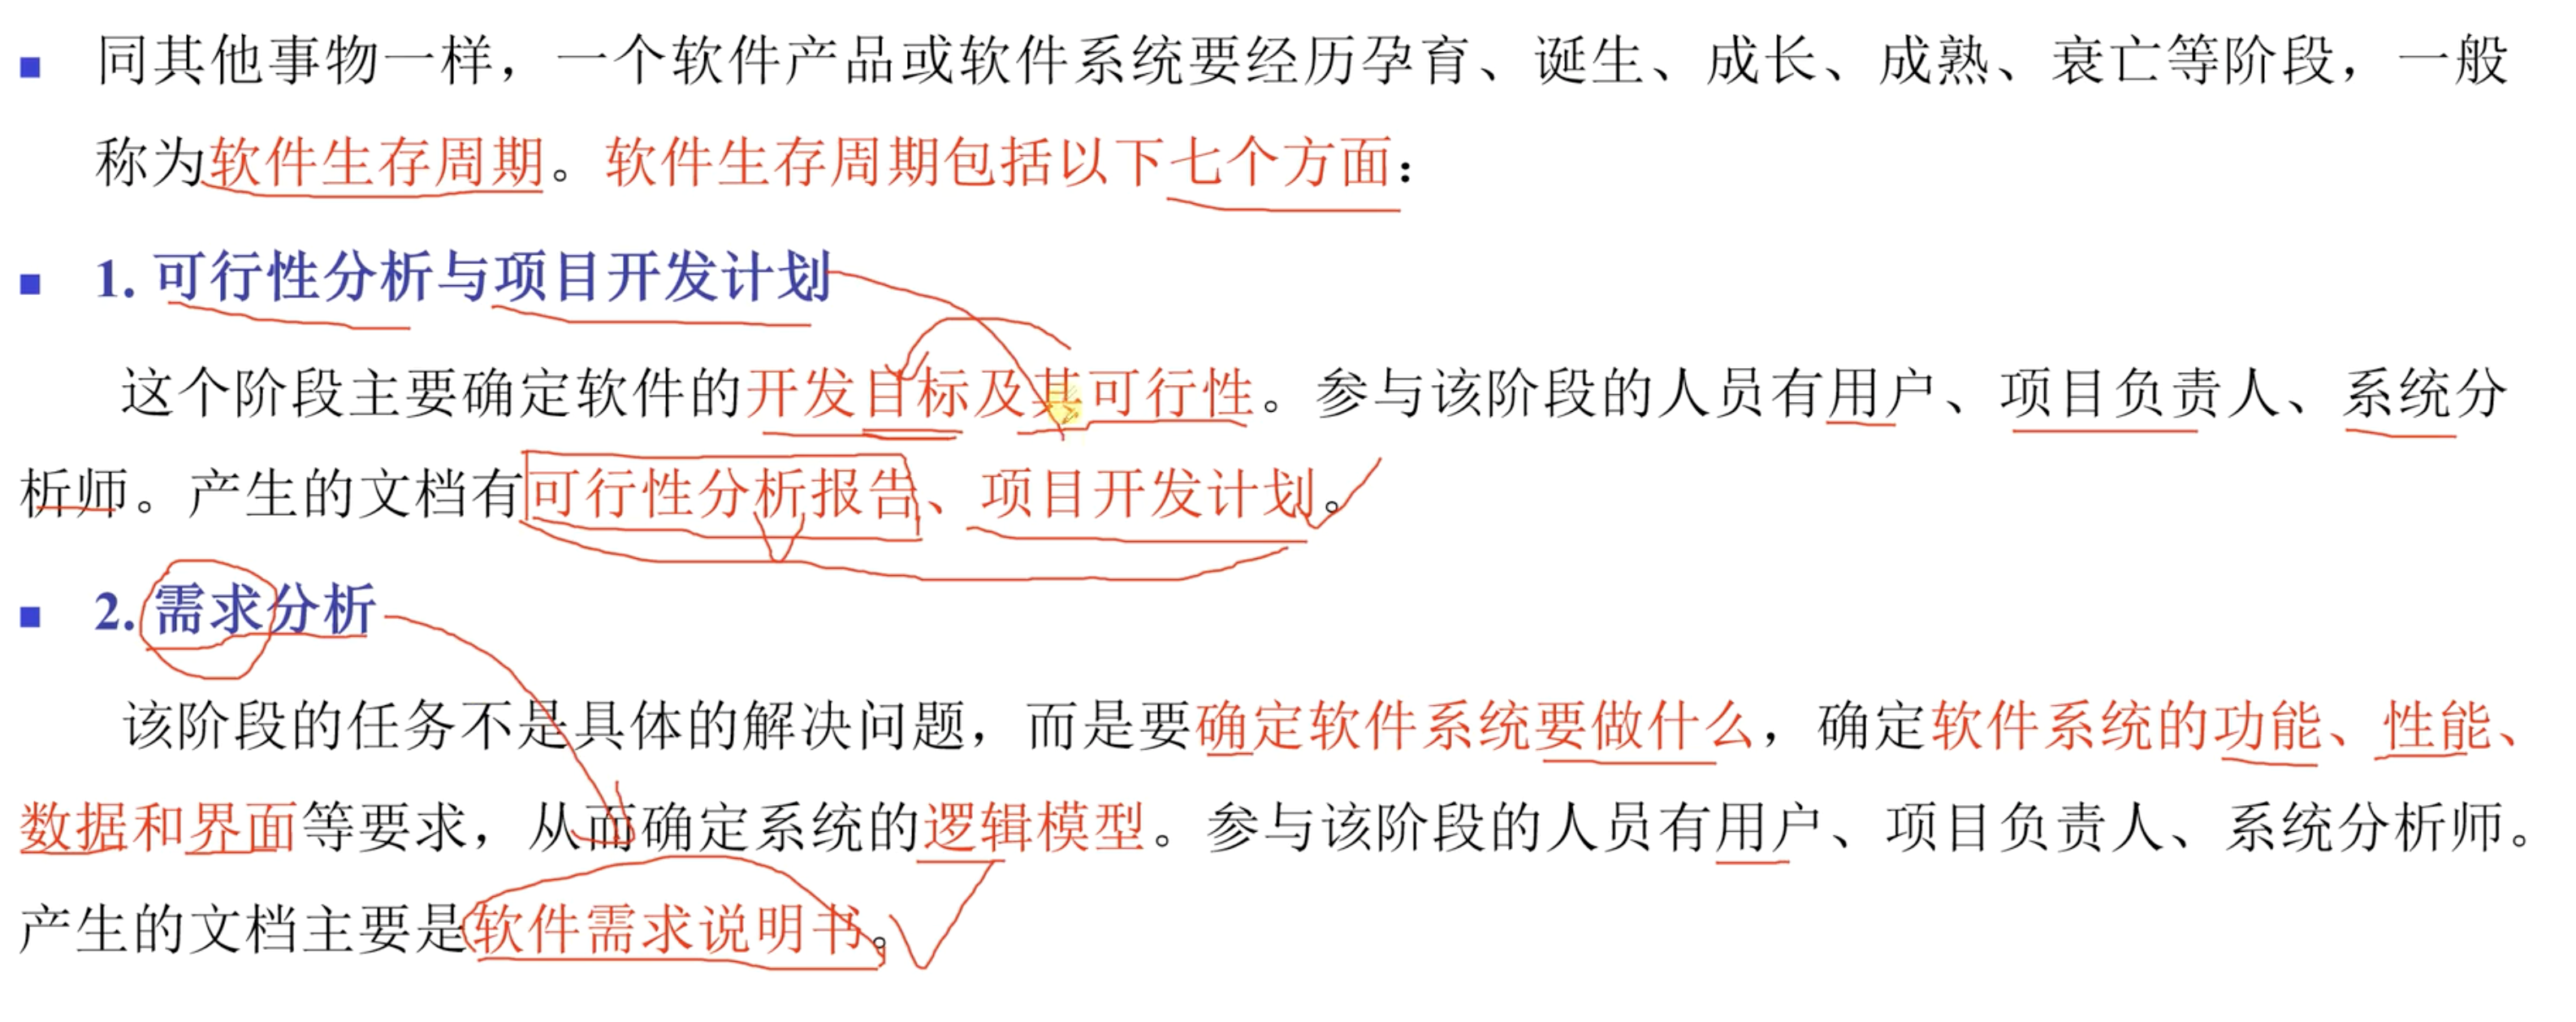 同其他事物一样，一个软件产品或软件系统要经历孕育、诞生、成长、成熟、衰亡等阶段，一般
称为软件生存周期。软件生存周期包括以下七个方面：
1. 可行性分析与项目开发计划
这个阶段主要确定软件的开发目标及其可行性。参与该阶段的人员有用户、项目负责人、系统分
析师。产生的文档有可行性分析报告、项目开发计划。
2. 需求分析
该阶段的任务不是具体的解决问题，而是要确定软件系统要做什么，确定软件系统的功能、性能、
数据和界面等要求，从而确定系统的逻辑模型。参与该阶段的人员有用户、项目负责人、系统分析师。
产生的文档主要是软件需求说明书。